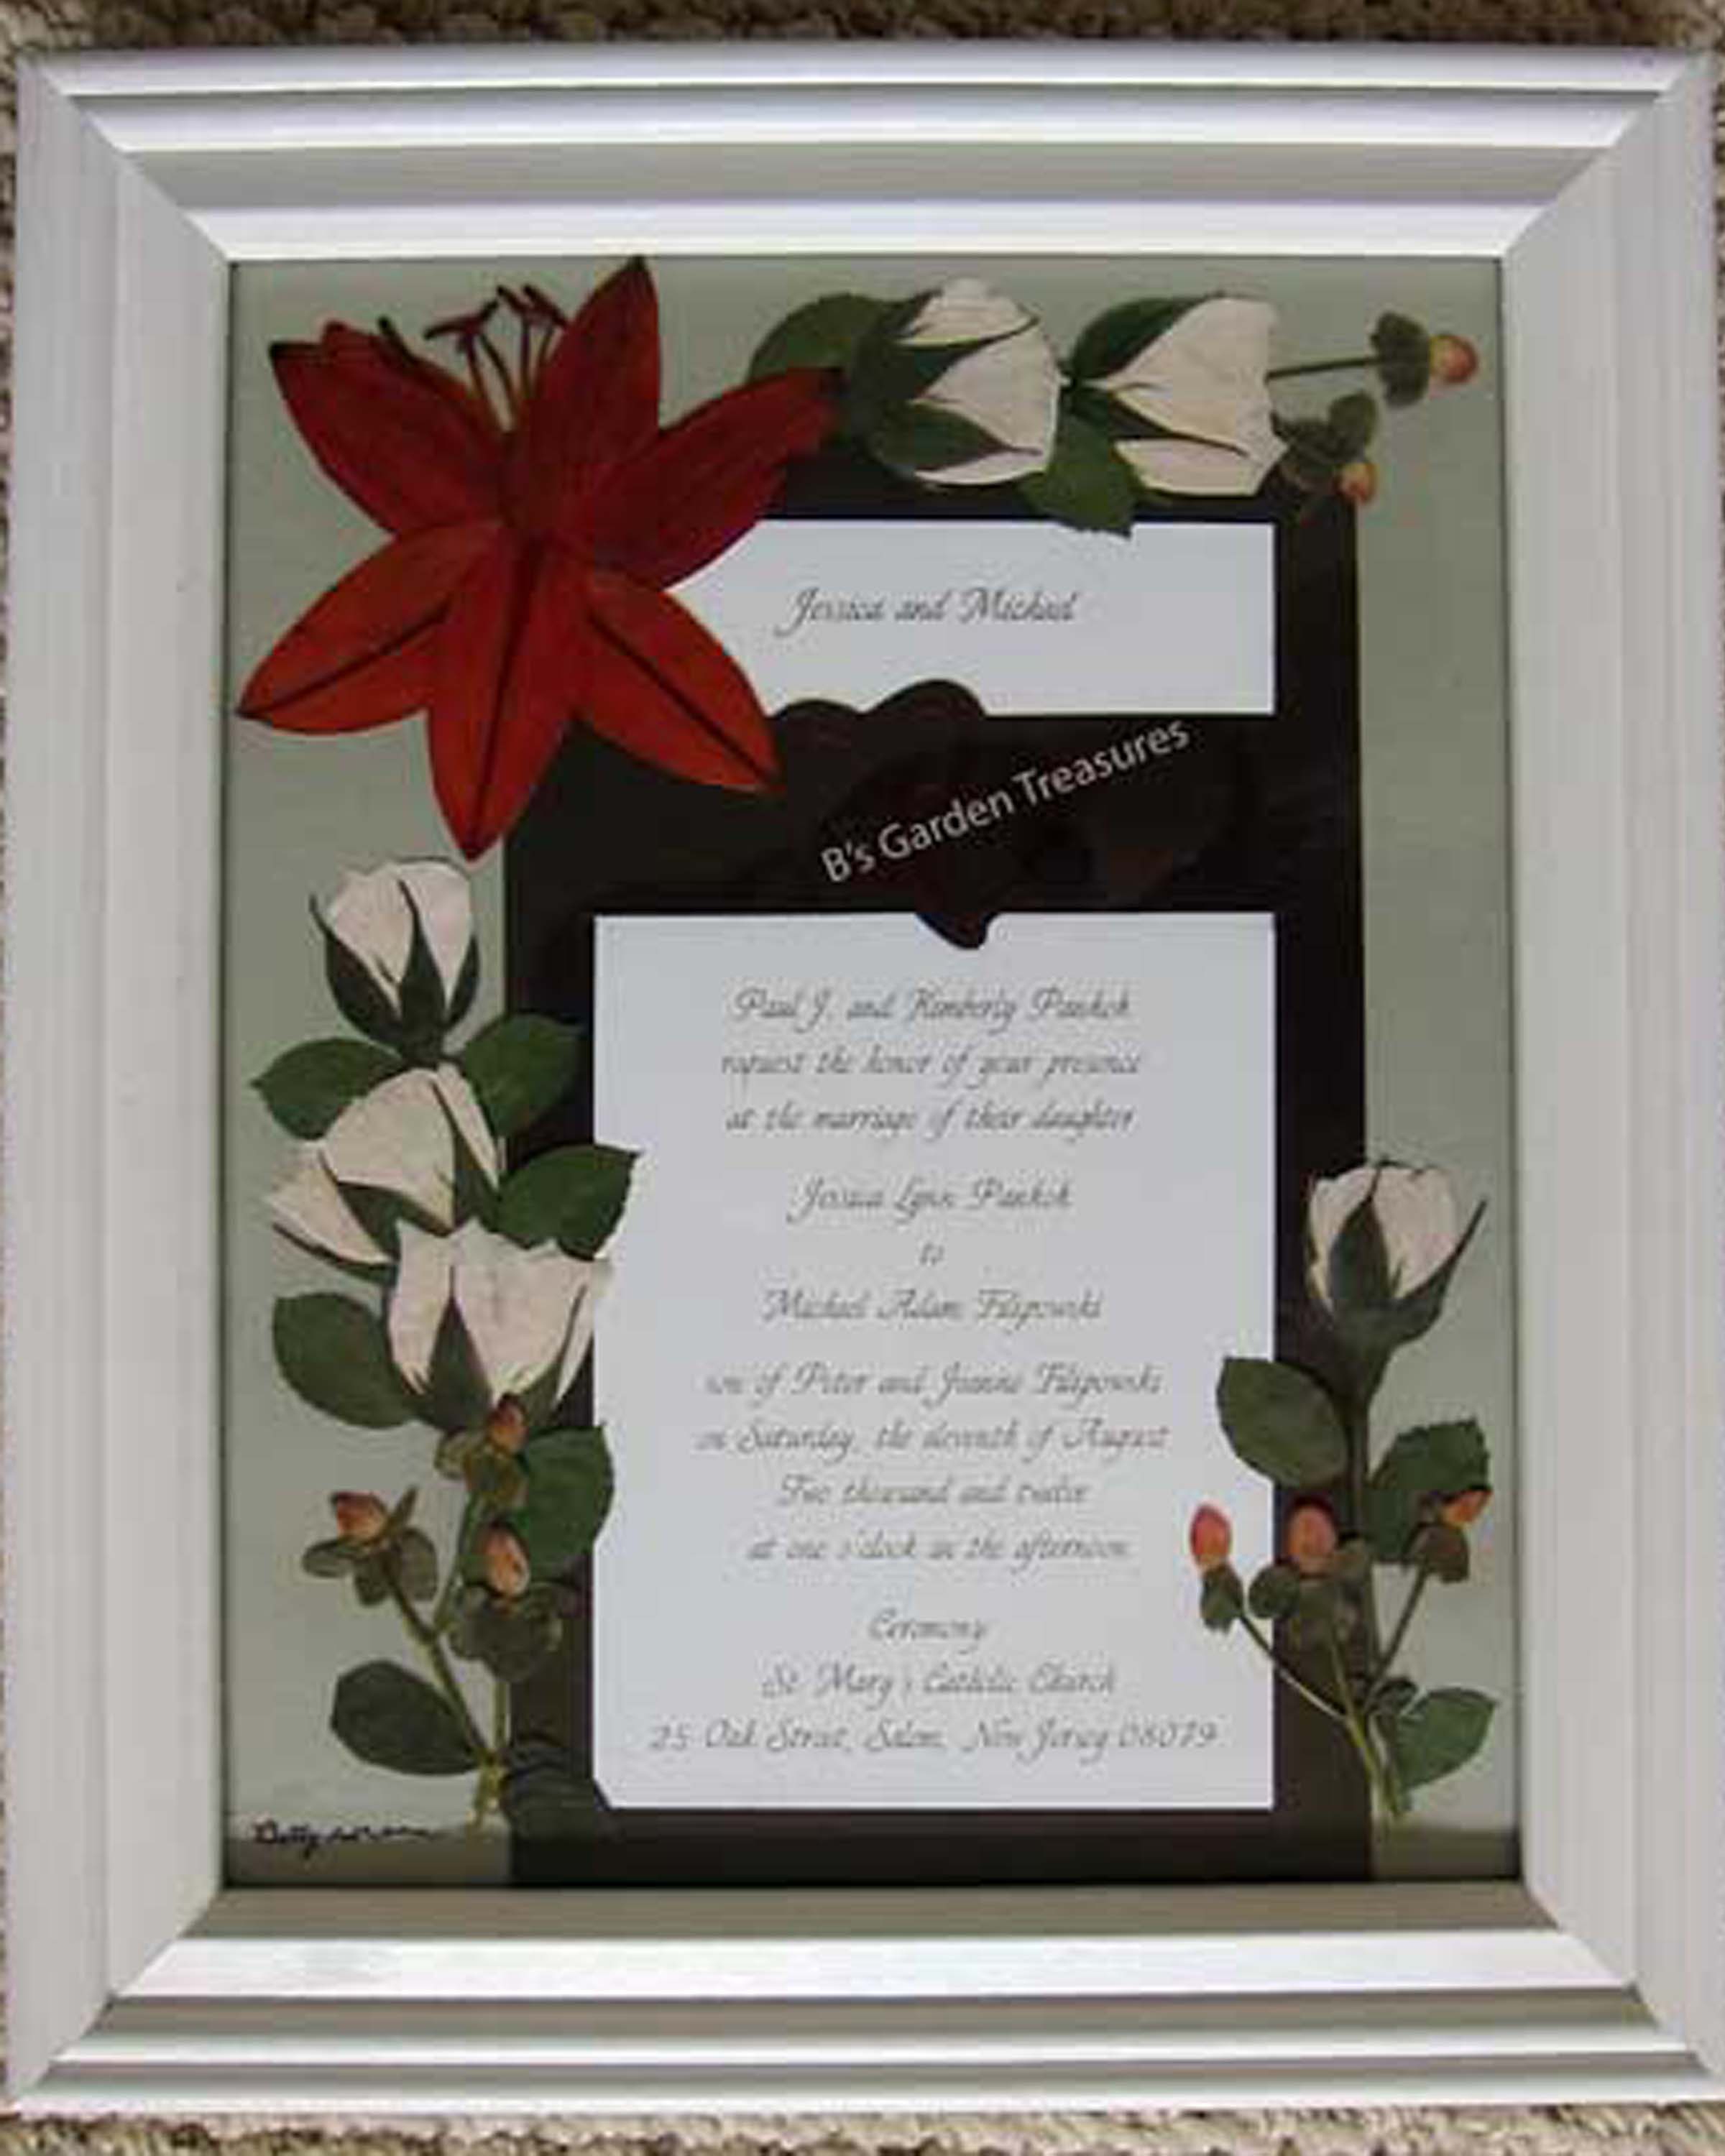 Jessica and Michael
B's Garden Treasures
Paul J. and Kimberly Pankok
request the honor of your presence
at the marriage of their daughter
Jessica Lynn Pankok
to
Michael Adam Filipowski
son of Peter and Joanne Filipowski
on Saturday, the eleventh of August
Two thousand and twelve
at one o'clock in the afternoon
Ceremony
St. Mary's Catholic Church
25 Oak Street, Salem, New Jersey 08079
Betty